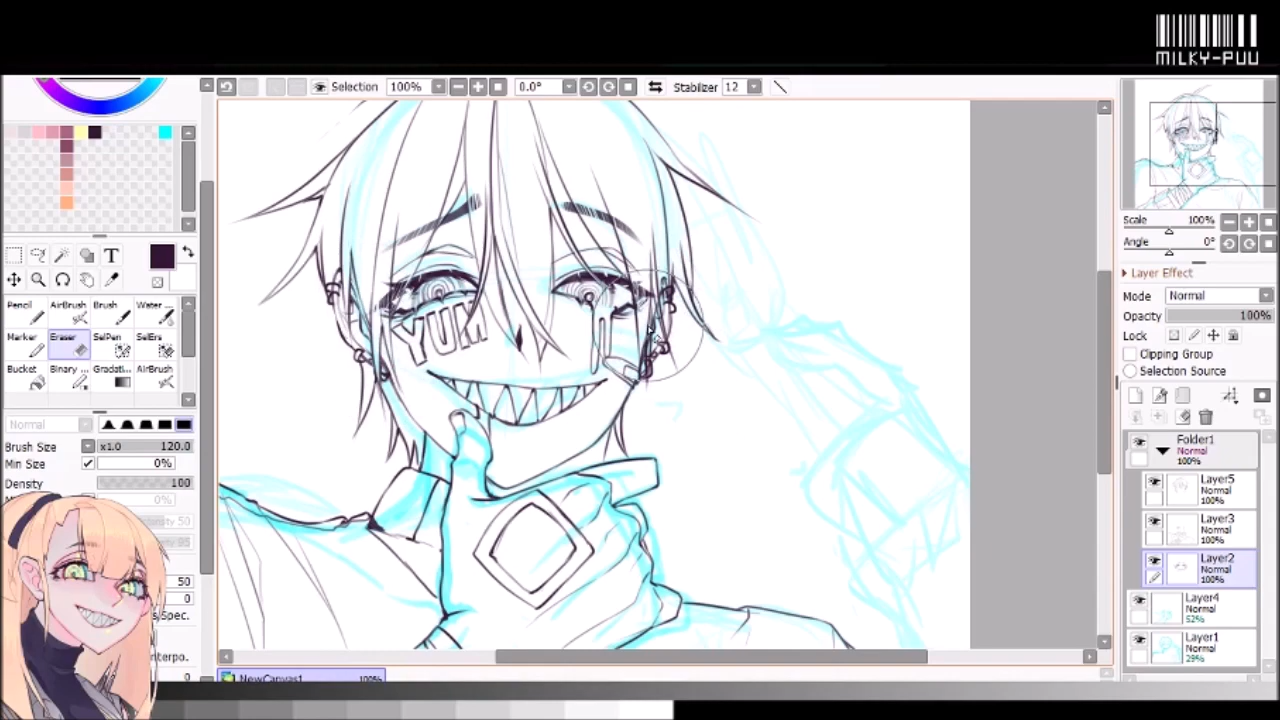 MILKY-PUU
Selection
100%
0.0°
Stabilizer
12
Scale
100%
Angle
0°
Layer Effect
Mode
Normal
Opacity
100%
Lock
Clipping Group
Selection Source
T
Pencil
AirBrush
Brush
Water ...
Marker
Eraser
SelPen
SelErs
Bucket
Binary ...
Gradati...
AirBrush
Normal
Brush Size
x1.0
120.0
Min Size
0%
Density
100
0%
50
0
YUM
Folder1
Normal
100%
Layer5
Normal
100%
Layer3
Normal
100%
Layer2
Normal
100%
Layer4
Normal
52%
Layer1
Normal
29%
NewCanvas1
100%